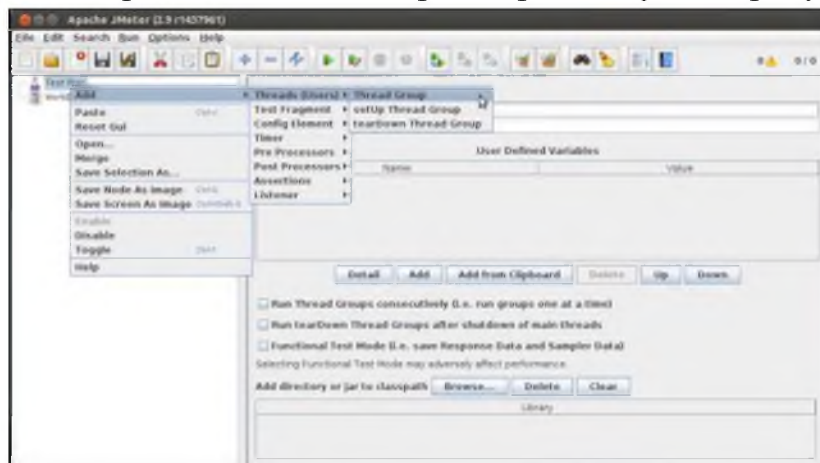 Apache JMeter (2.9 r1437961)
File Edit Search Run Options Help
0 / 0
Test Plan
Add
Threads (Users)
Thread Group
Paste
Test Fragment
setUp Thread Group
Reset Gui
Config Element
tearDown Thread Group
Open...
Timer
Merge
Pre Processors
User Defined Variables
Save Selection As...
Post Processors
Name
Value
Save Node As Image
Assertions
Save Screen As Image
Listener
Enable
Disable
Toggle
Help
Detail Add Add from Clipboard Delete Up Down
Run Thread Groups consecutively (i.e. run groups one at a time)
Run tearDown Thread Groups after shutdown of main threads
Functional Test Mode (i.e. save Response Data and Sampler Data)
Selecting Functional Test Mode may adversely affect performance.
Add directory or jar to classpath Browse... Delete Clear
Library